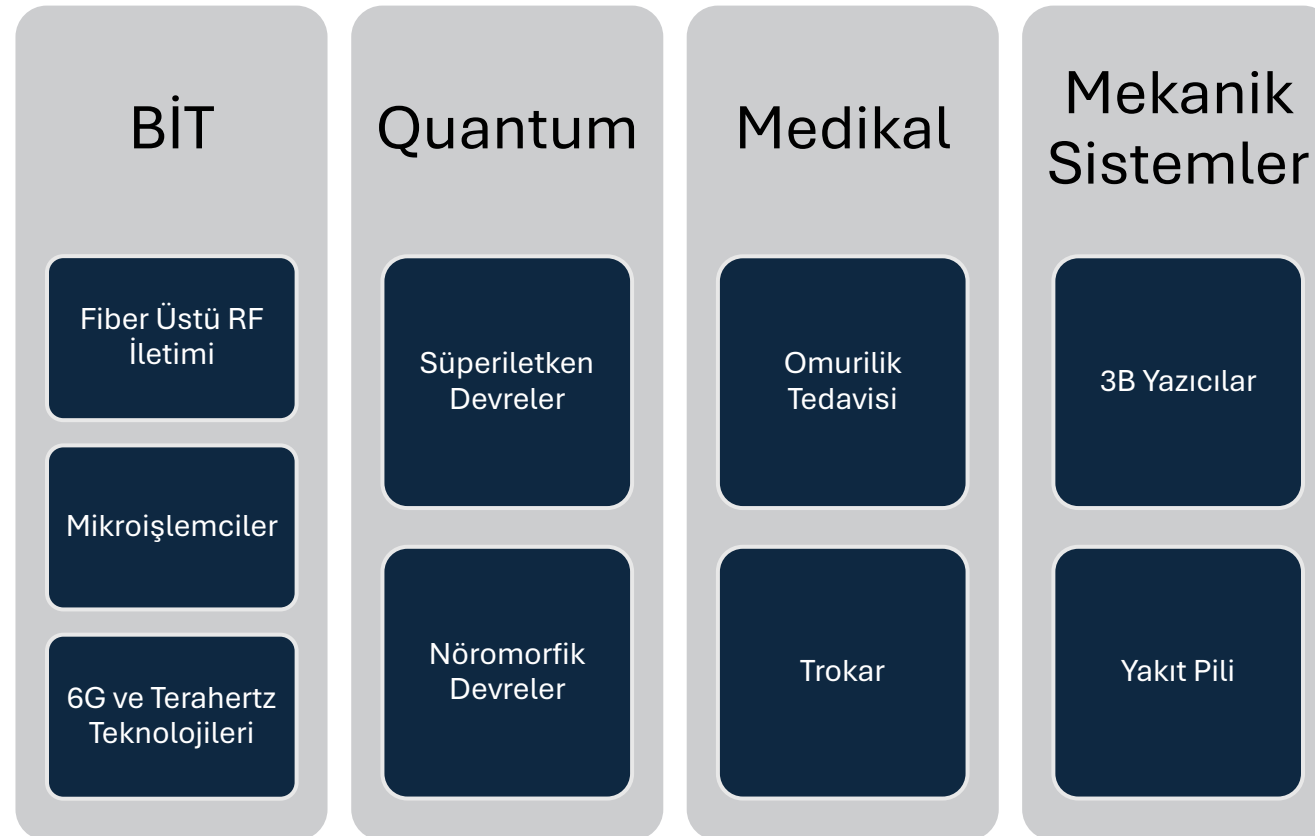 BİT
Fiber Üstü RF
İletimi
Mikroişlemciler
6G ve Terahertz
Teknolojileri
Quantum
Süperiletken
Devreler
Nöromorfik
Devreler
Medikal
Omurilik
Tedavisi
Trokar
Mekanik
Sistemler
3B Yazıcılar
Yakıt Pili